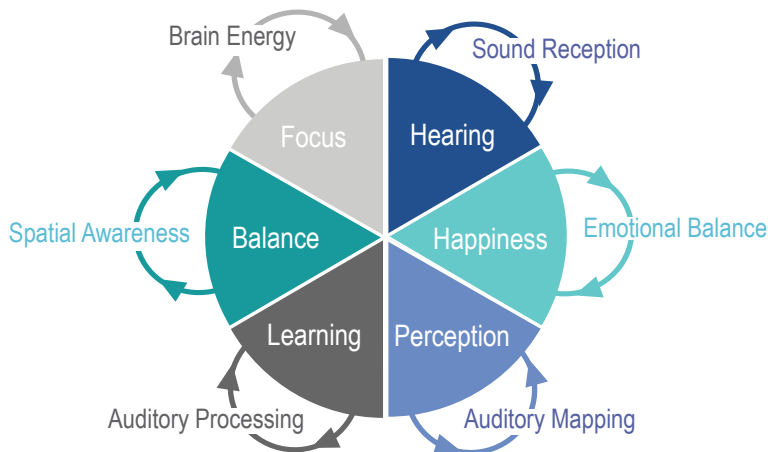 Brain Energy
Sound Reception
Focus
Hearing
Spatial Awareness
Balance
Happiness
Emotional Balance
Learning
Perception
Auditory Processing
Auditory Mapping